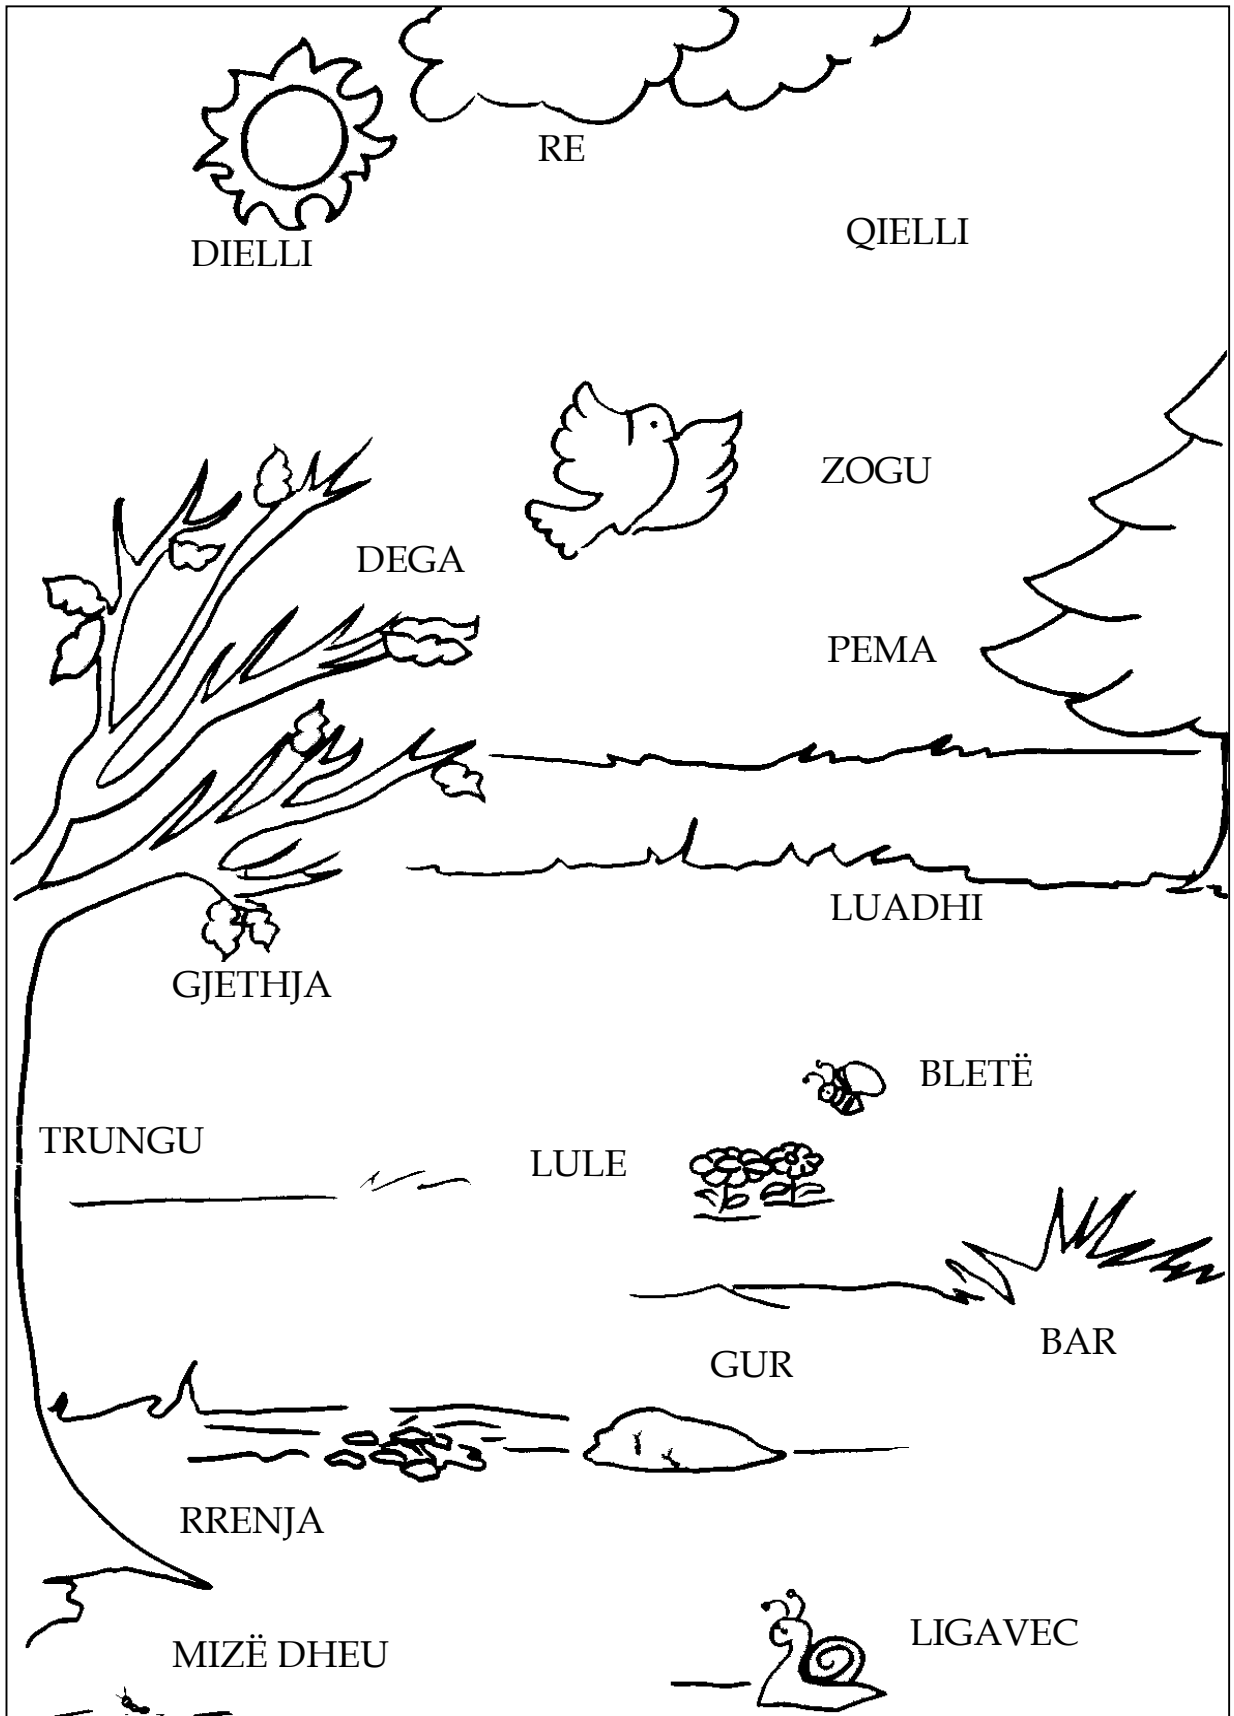 RE
QIELLI
DIELLI
ZOGU
DEGA
PEMA
LUADHI
GJETHJA
BLETË
TRUNGU
LULE
BAR
GUR
RRENJA
LIGAVEC
MIZË DHEU